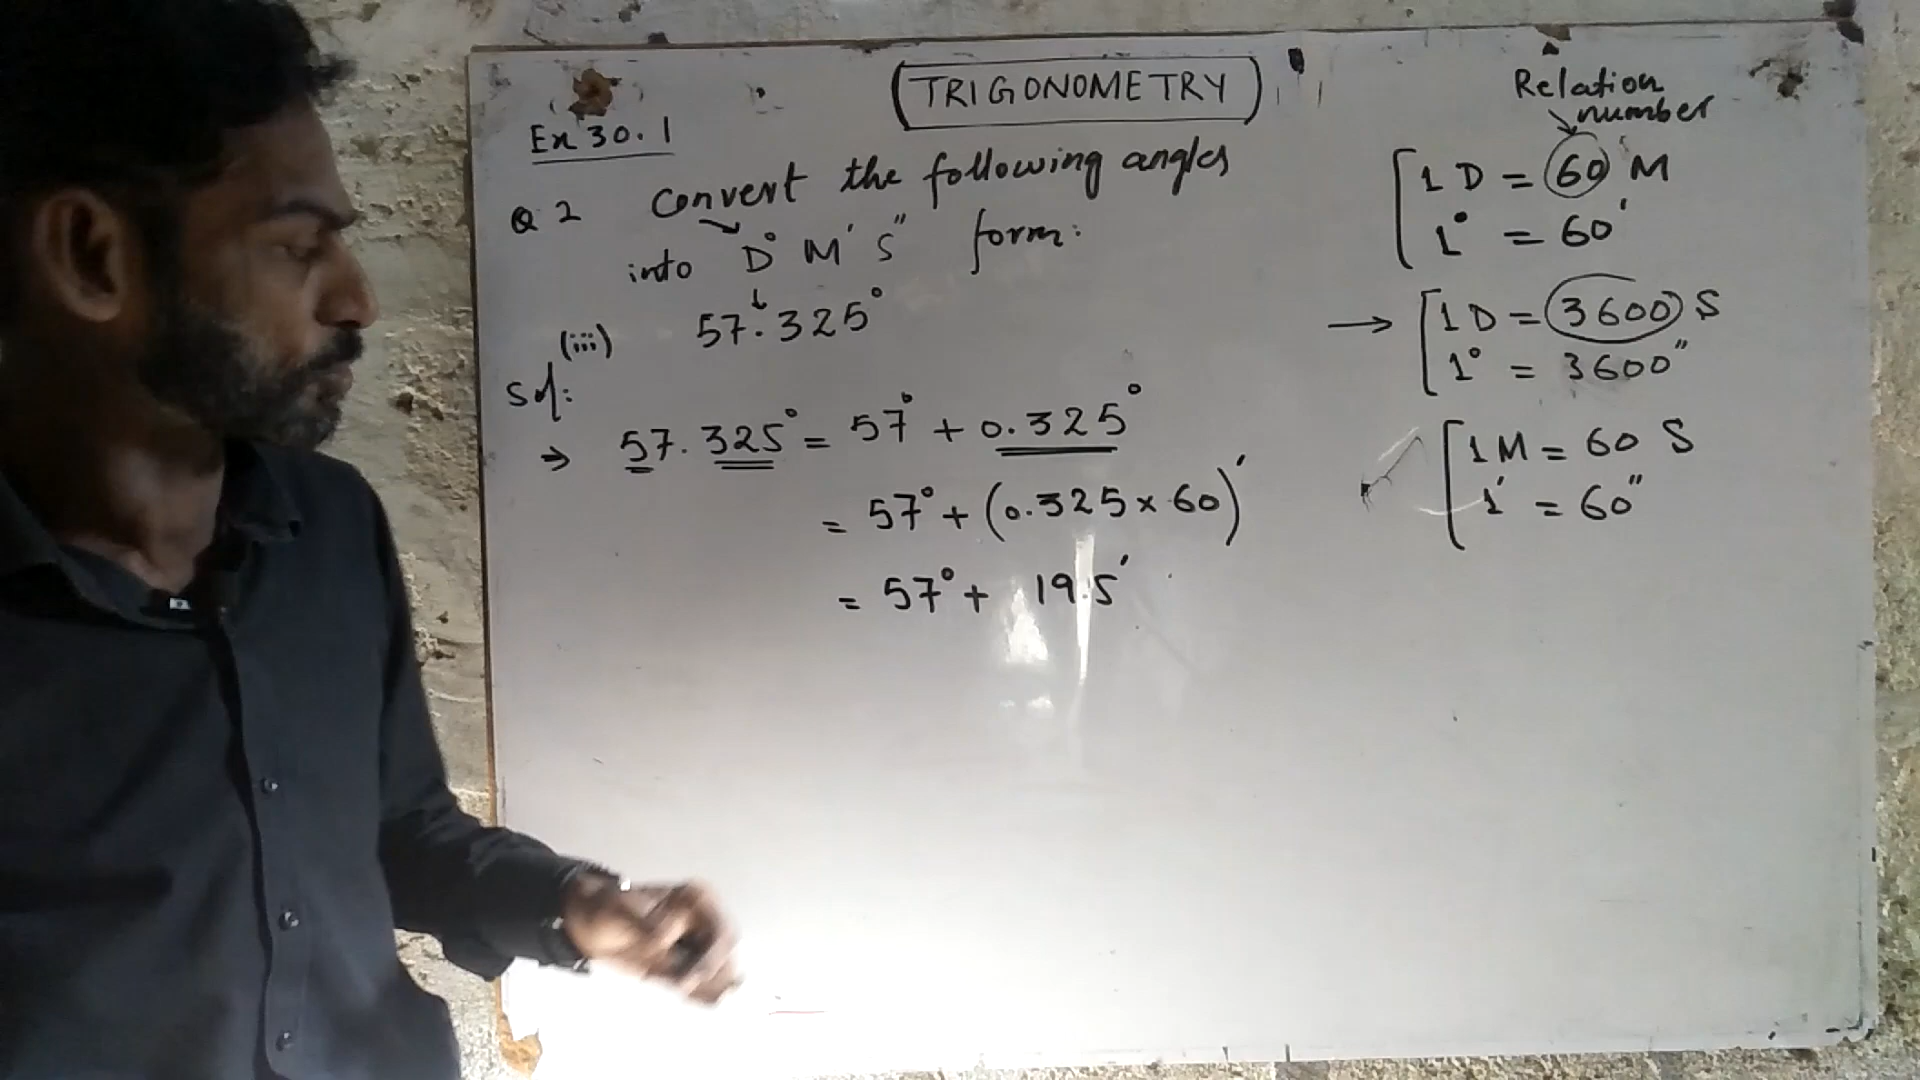 TRIGONOMETRY
Ex 30.1
Q 2 Convert the following angles
into D° M' S" form:
(iii) 57.325°
Sol:
→ 57.325° = 57° + 0.325°
= 57° + (0.325 × 60)'
= 57° + 19.5'
Relation
number
1 D = 60 M
1° = 60'
→ 1 D = 3600 S
1° = 3600"
1 M = 60 S
1' = 60"